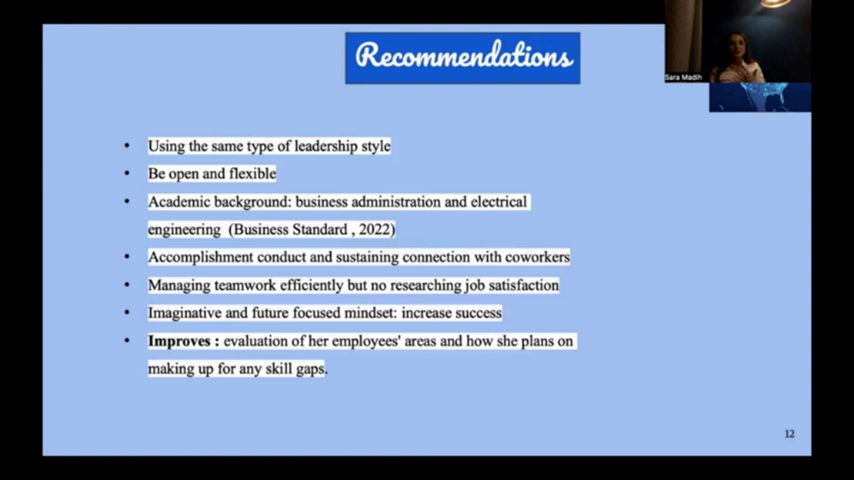 Recommendations
Sara Madih
• Using the same type of leadership style
• Be open and flexible
• Academic background: business administration and electrical
engineering (Business Standard , 2022)
• Accomplishment conduct and sustaining connection with coworkers
• Managing teamwork efficiently but no researching job satisfaction
• Imaginative and future focused mindset: increase success
• Improves : evaluation of her employees' areas and how she plans on
making up for any skill gaps.
12